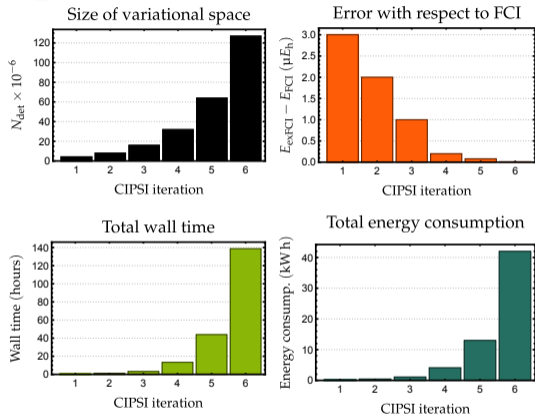 Size of variational space
N_det × 10^−6
120
100
80
60
40
20
0
1 2 3 4 5 6
CIPSI iteration
Error with respect to FCI
E_exFCI − E_FCI (μE_h)
3.0
2.5
2.0
1.5
1.0
0.5
0.0
1 2 3 4 5 6
CIPSI iteration
Total wall time
Wall time (hours)
140
120
100
80
60
40
20
0
1 2 3 4 5 6
CIPSI iteration
Total energy consumption
Energy consump. (kW h)
40
30
20
10
0
1 2 3 4 5 6
CIPSI iteration